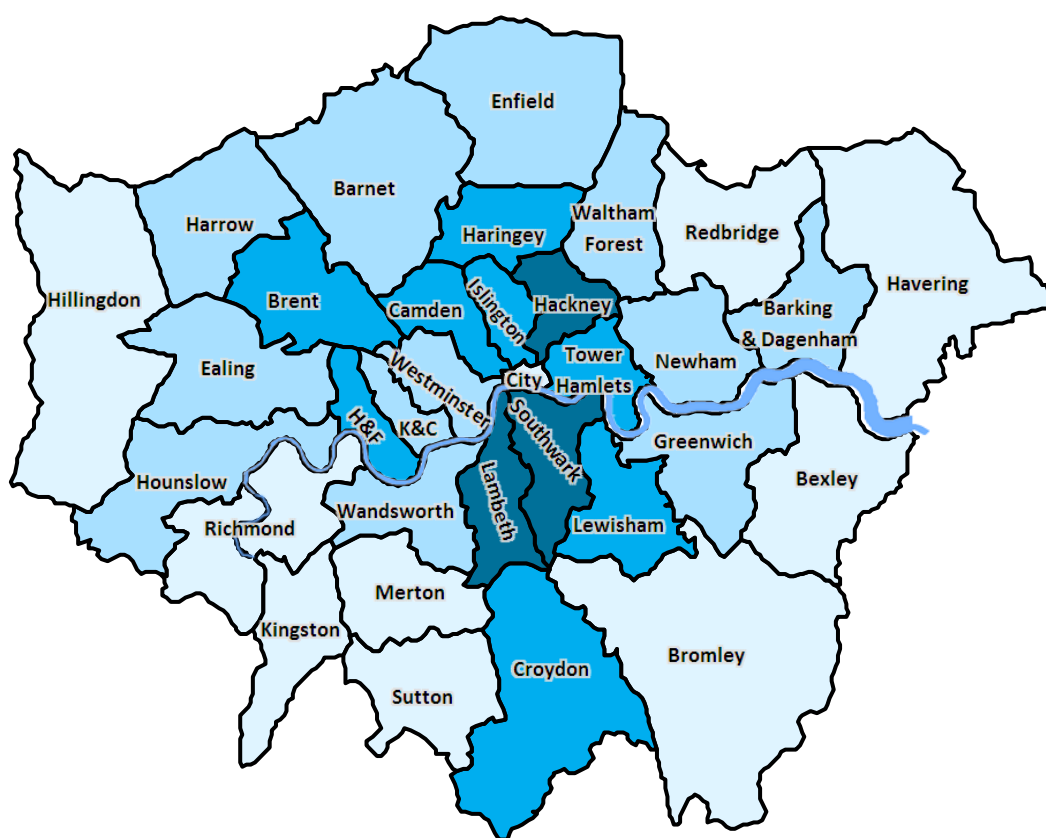 Enfield
Barnet
Harrow
Haringey
Waltham
Forest
Redbridge
Havering
Hillingdon
Brent
Camden
Islington
Hackney
Barking
& Dagenham
Ealing
Westminster
City
Tower
Hamlets
Newham
H&F
K&C
Southwark
Greenwich
Hounslow
Richmond
Wandsworth
Lambeth
Lewisham
Bexley
Merton
Kingston
Sutton
Croydon
Bromley